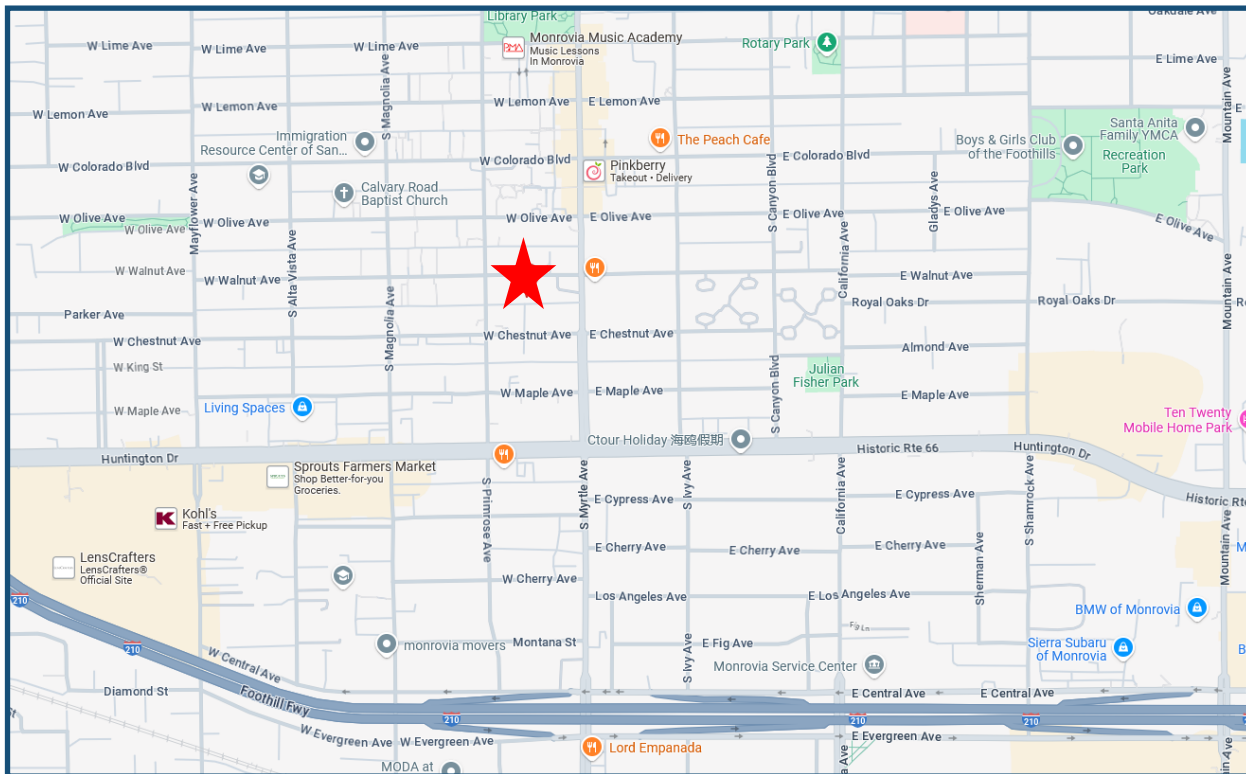 Library Park
Oakdale Ave
W Lime Ave
W Lime Ave
W Lime Ave
Monrovia Music Academy
Music Lessons
In Monrovia
Rotary Park
E Lime Ave
Mountain Ave
S Magnolia Ave
W Lemon Ave
W Lemon Ave
W Lemon Ave
E Lemon Ave
E
Immigration
Resource Center of San...
The Peach Cafe
Boys & Girls Club
of the Foothills
Santa Anita
Family YMCA
Recreation
Park
W Colorado Blvd
W Colorado Blvd
E Colorado Blvd
Pinkberry
Takeout • Delivery
Calvary Road
Baptist Church
Mayflower Ave
S Canyon Blvd
Gladys Ave
W Olive Ave
W Olive Ave
W Olive Ave
W Olive Ave
E Olive Ave
E Olive Ave
E Olive Ave
E Olive Ave
S Alta Vista Ave
California Ave
W Walnut Ave
W Walnut Ave
E Walnut Ave
Mountain Ave
Parker Ave
Royal Oaks Dr
Royal Oaks Dr
Ro
S Magnolia Ave
W Chestnut Ave
W Chestnut Ave
E Chestnut Ave
Almond Ave
W King St
Julian
Fisher Park
S Canyon Blvd
W Maple Ave
W Maple Ave
E Maple Ave
E Maple Ave
Living Spaces
Ten Twenty
Mobile Home Park
Ctour Holiday 海鸥假期
Historic Rte 66
Huntington Dr
Huntington Dr
Sprouts Farmers Market
Shop Better-for-you
Groceries.
S Primrose Ave
S Myrtle Ave
S Ivy Ave
California Ave
S Shamrock Ave
E Cypress Ave
E Cypress Ave
Historic Rte
Kohl's
Fast + Free Pickup
Mountain Ave
LensCrafters
LensCrafters®
Official Site
E Cherry Ave
E Cherry Ave
E Cherry Ave
Sherman Ave
M
W Cherry Ave
Los Angeles Ave
E Los Angeles Ave
210
BMW of Monrovia
Fig Ln
monrovia movers
Montana St
E Fig Ave
S Ivy Ave
Sierra Subaru
of Monrovia
B
210
W Central Ave
Monrovia Service Center
Diamond St
Foothill Fwy
E Central Ave
E Central Ave
St
210
210
210
210
W Evergreen Ave
W Evergreen Ave
E Evergreen Ave
Lord Empanada
MODA at
a Ave
n Ave